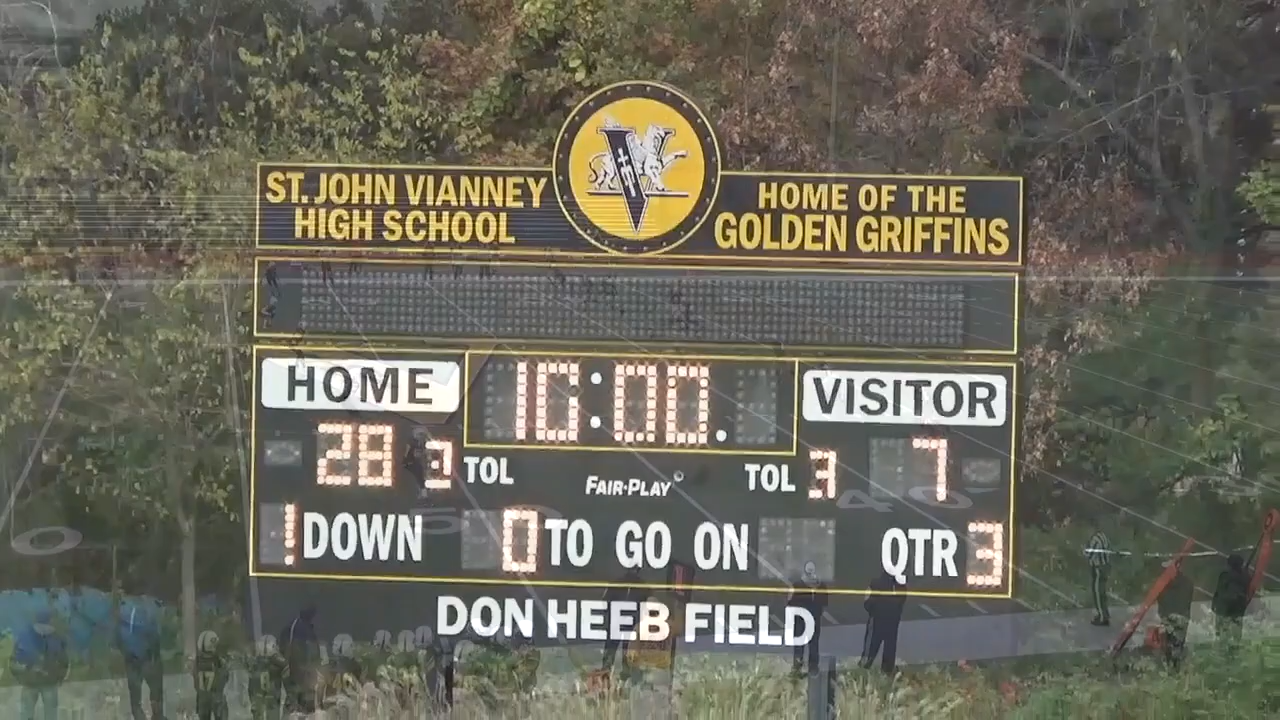 ST. JOHN VIANNEY
HIGH SCHOOL
V
HOME OF THE
GOLDEN GRIFFINS
HOME 10:00. VISITOR
28 3 TOL FAIR-PLAY TOL 3 7
1 DOWN 0 TO GO ON QTR 3
DON HEEB FIELD